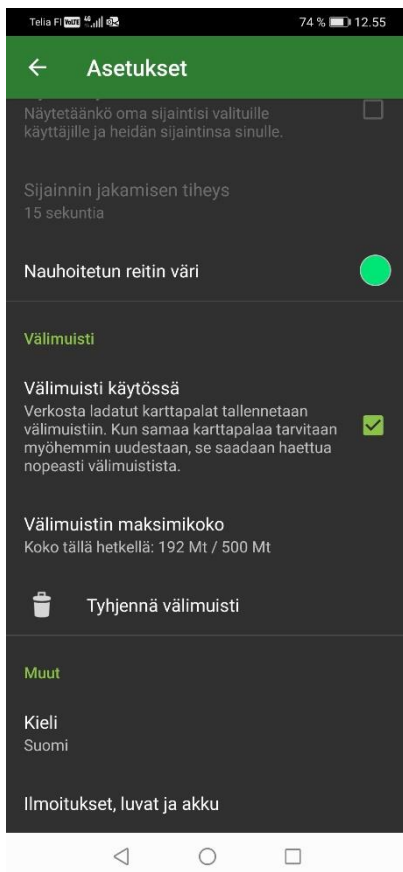 Telia FI VoLTE 4G
74 % 12.55
Asetukset
Näytetäänkö oma sijaintisi valituille
käyttäjille ja heidän sijaintinsa sinulle.
Sijainnin jakamisen tiheys
15 sekuntia
Nauhoitetun reitin väri
Välimuisti
Välimuisti käytössä
Verkosta ladatut karttapalat tallennetaan
välimuistiin. Kun samaa karttapalaa tarvitaan
myöhemmin uudestaan, se saadaan haettua
nopeasti välimuistista.
Välimuistin maksimikoko
Koko tällä hetkellä: 192 Mt / 500 Mt
Tyhjennä välimuisti
Muut
Kieli
Suomi
Ilmoitukset, luvat ja akku